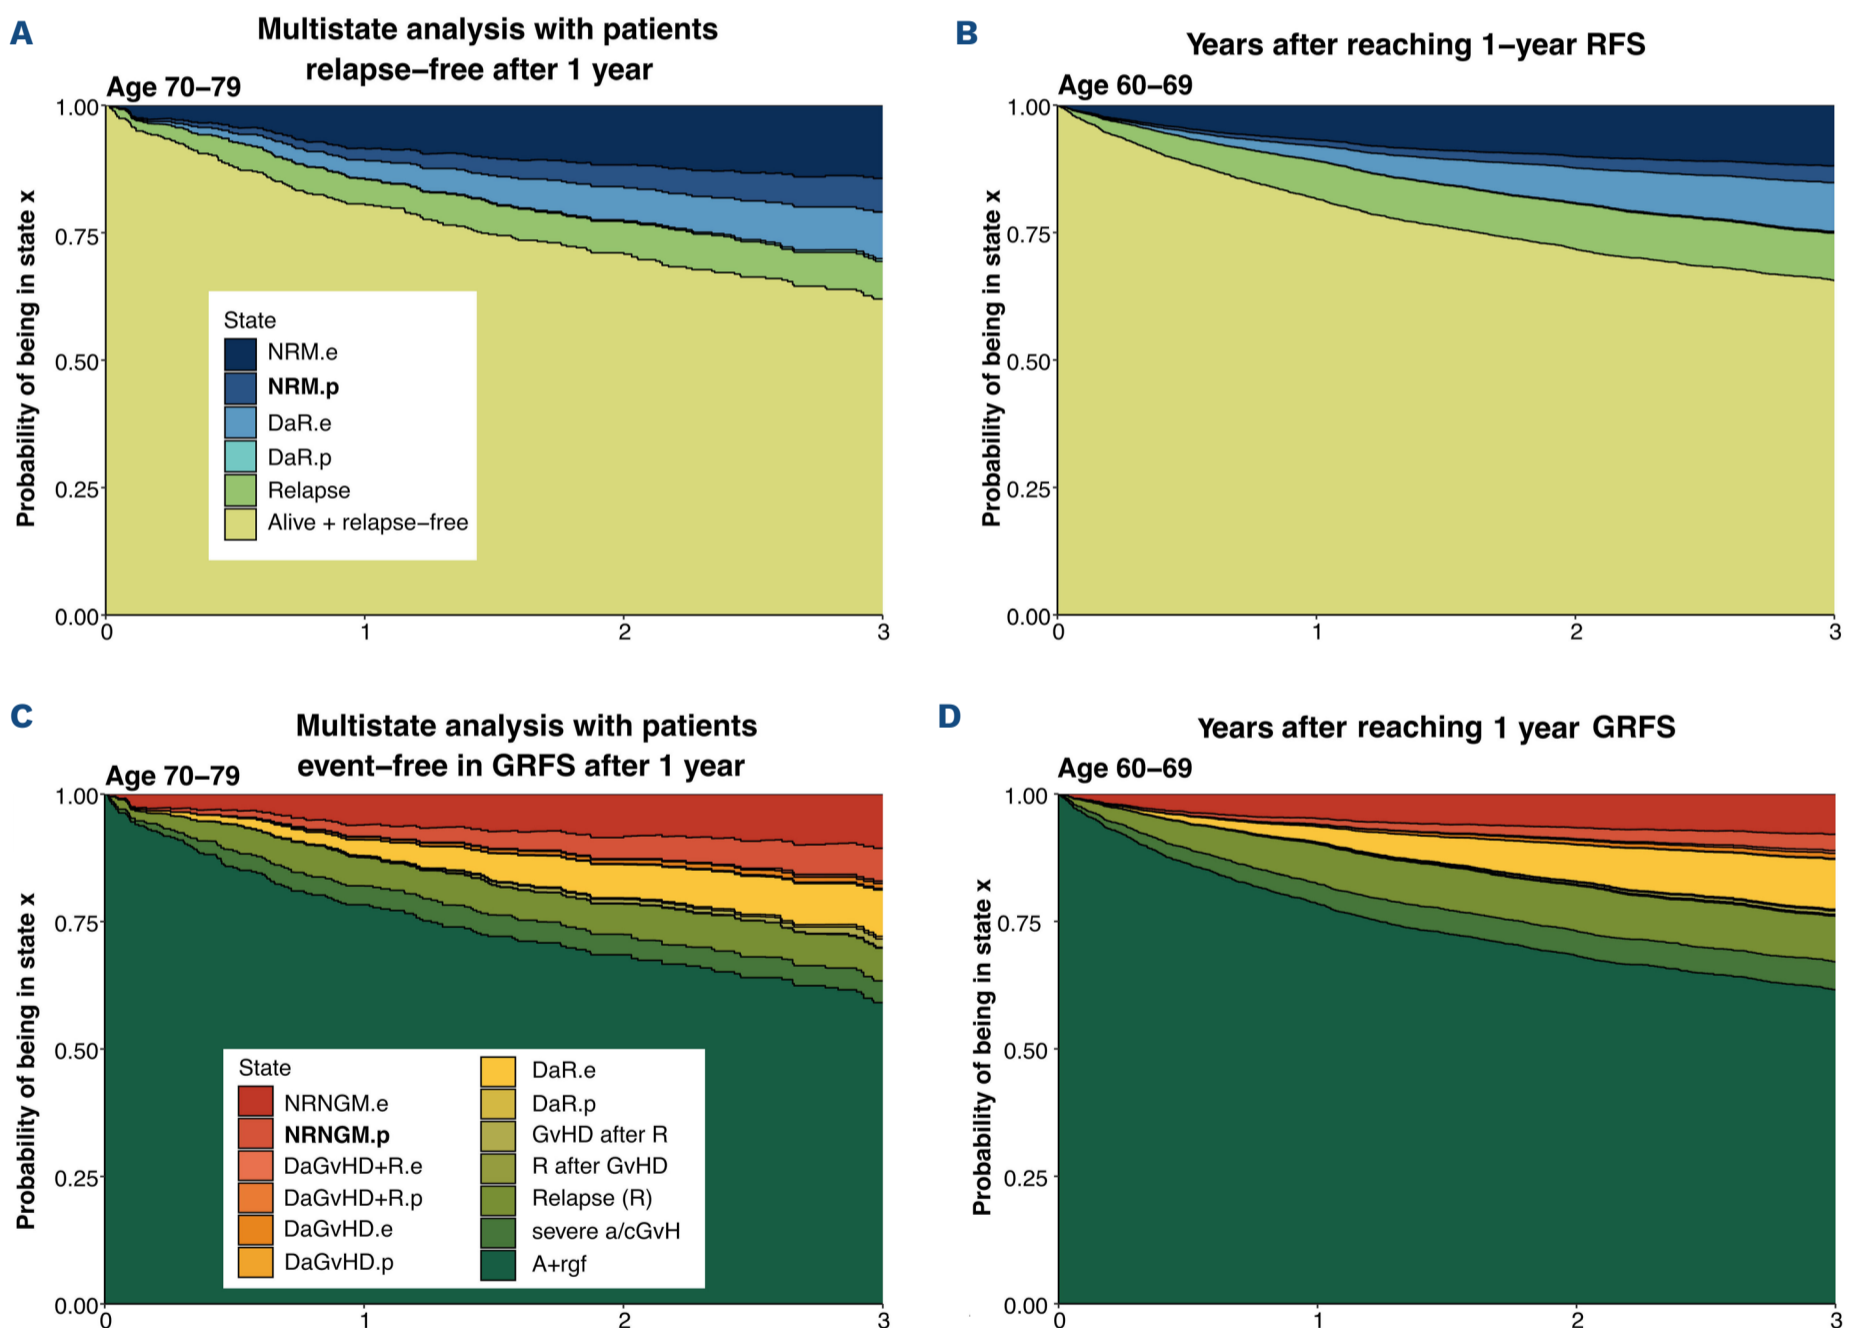 A
Multistate analysis with patients
relapse–free after 1 year
Age 70–79
Probability of being in state x
1.00
0.75
0.50
0.25
0.00
0 1 2 3
State
NRM.e
NRM.p
DaR.e
DaR.p
Relapse
Alive + relapse–free
B
Years after reaching 1–year RFS
Age 60–69
Probability of being in state x
1.00
0.75
0.50
0.25
0.00
0 1 2 3
C
Multistate analysis with patients
event–free in GRFS after 1 year
Age 70–79
Probability of being in state x
1.00
0.75
0.50
0.25
0.00
0 1 2 3
State
NRNGM.e
NRNGM.p
DaGvHD+R.e
DaGvHD+R.p
DaGvHD.e
DaGvHD.p
DaR.e
DaR.p
GvHD after R
R after GvHD
Relapse (R)
severe a/cGvH
A+rgf
D
Years after reaching 1 year GRFS
Age 60–69
Probability of being in state x
1.00
0.75
0.50
0.25
0.00
0 1 2 3